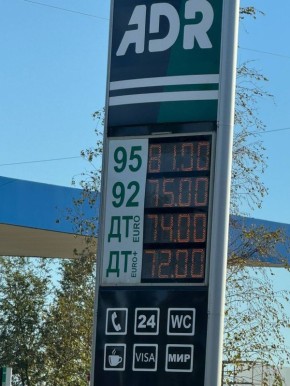 ADR
95 81.00
92 75.00
ДТ EURO 74.00
ДТ EURO+ 72.00
24 WC
VISA МИР